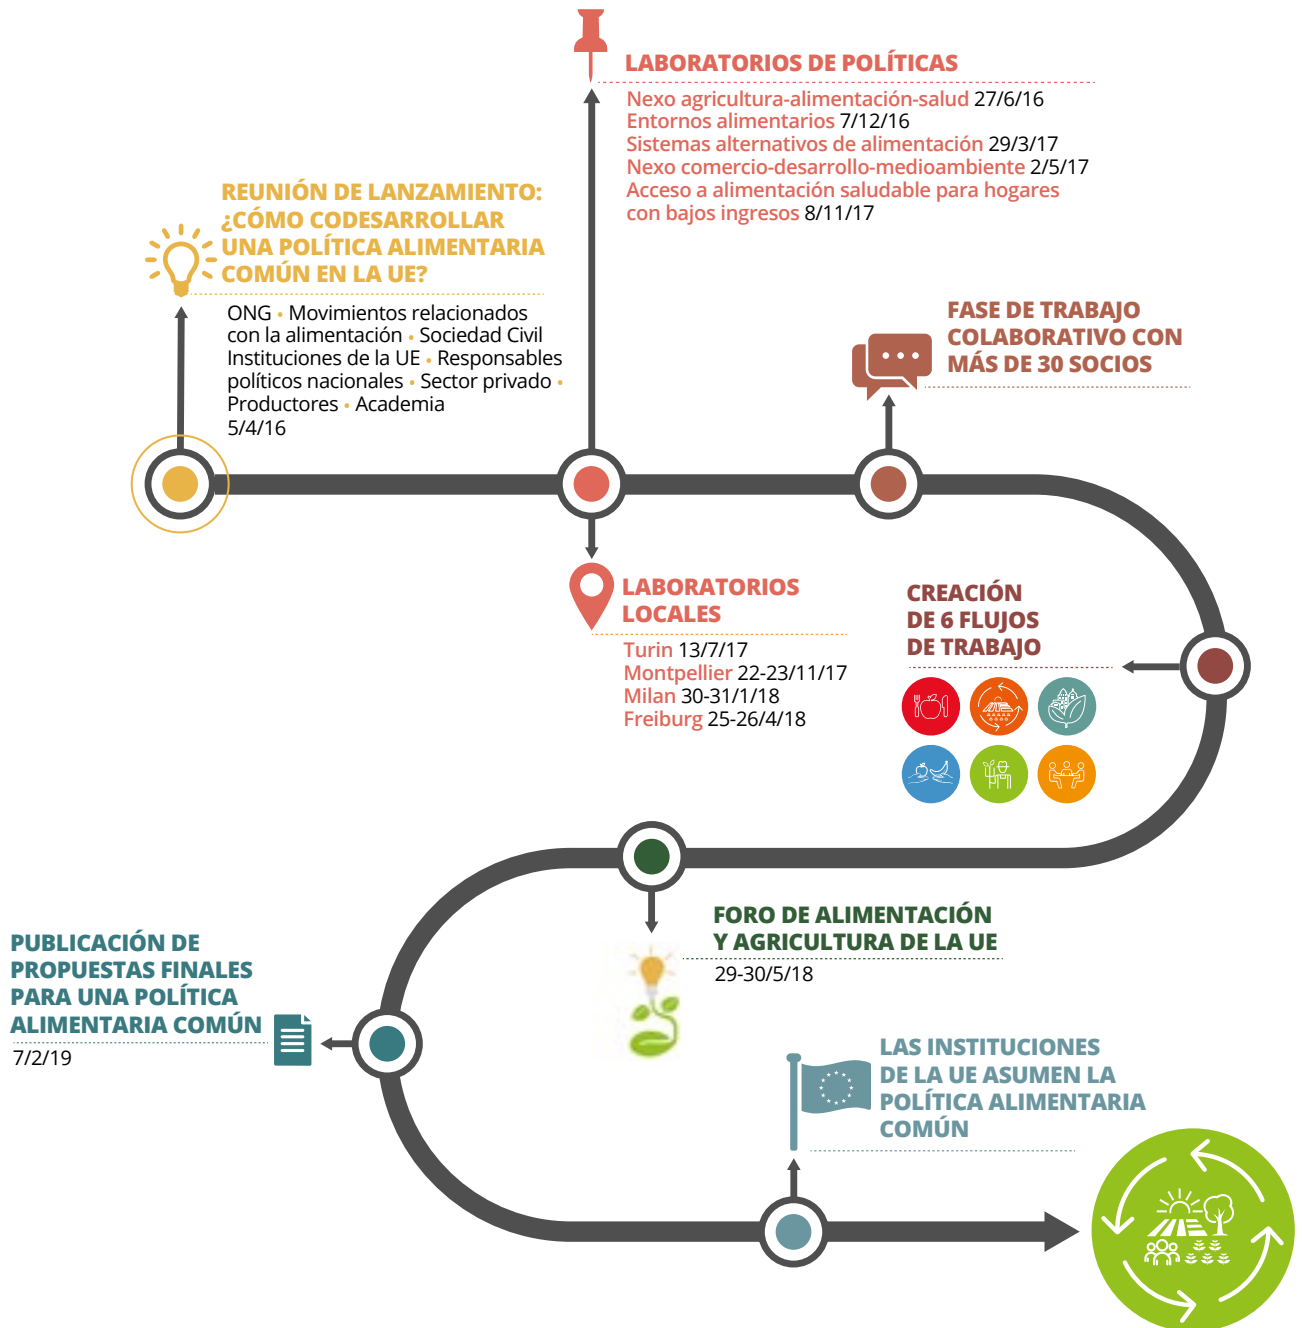 LABORATORIOS DE POLÍTICAS
Nexo agricultura-alimentación-salud 27/6/16
Entornos alimentarios 7/12/16
Sistemas alternativos de alimentación 29/3/17
Nexo comercio-desarrollo-medioambiente 2/5/17
Acceso a alimentación saludable para hogares
con bajos ingresos 8/11/17
REUNIÓN DE LANZAMIENTO:
¿CÓMO CODESARROLLAR
UNA POLÍTICA ALIMENTARIA
COMÚN EN LA UE?
ONG • Movimientos relacionados
con la alimentación • Sociedad Civil
Instituciones de la UE • Responsables
políticos nacionales • Sector privado •
Productores • Academia
5/4/16
FASE DE TRABAJO
COLABORATIVO CON
MÁS DE 30 SOCIOS
LABORATORIOS
LOCALES
Turin 13/7/17
Montpellier 22-23/11/17
Milan 30-31/1/18
Freiburg 25-26/4/18
CREACIÓN
DE 6 FLUJOS
DE TRABAJO
FORO DE ALIMENTACIÓN
Y AGRICULTURA DE LA UE
29-30/5/18
PUBLICACIÓN DE
PROPUESTAS FINALES
PARA UNA POLÍTICA
ALIMENTARIA COMÚN
7/2/19
LAS INSTITUCIONES
DE LA UE ASUMEN LA
POLÍTICA ALIMENTARIA
COMÚN